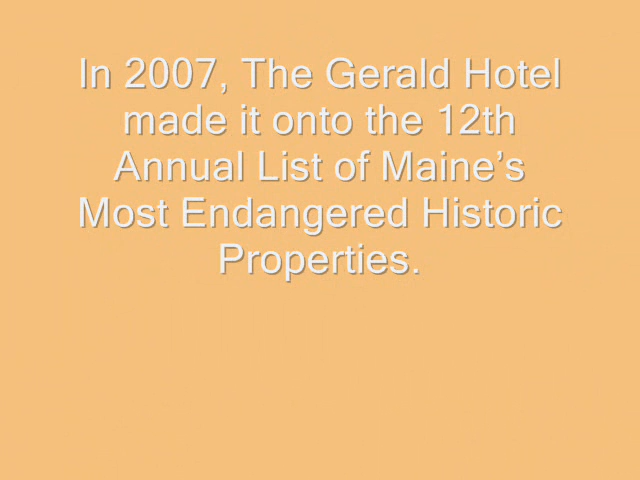 In 2007, The Gerald Hotel
made it onto the 12th
Annual List of Maine’s
Most Endangered Historic
Properties.